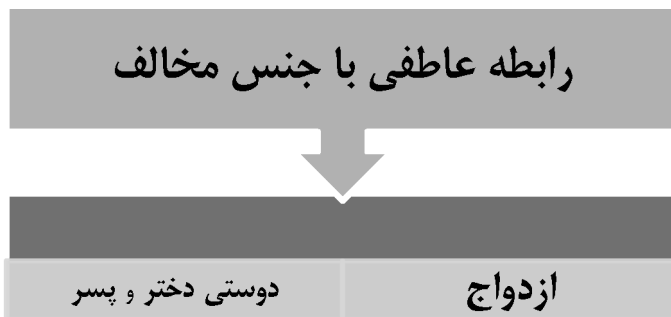 رابطه عاطفی با جنس مخالف
ازدواج
دوستی دختر و پسر